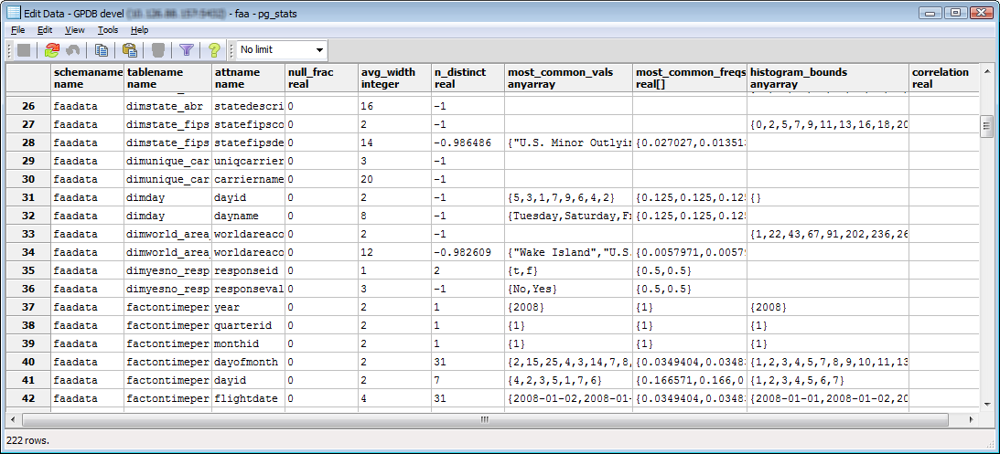 Edit Data - GPDB devel - faa - pg_stats
File Edit View Tools Help
No limit
schemaname tablename attname null_frac avg_width n_distinct most_common_vals most_common_freqs histogram_bounds correlation
name name name real integer real anyarray real[] anyarray real
26 faadata dimstate_abr statedescri 0 16 -1
27 faadata dimstate_fips statefipsco 0 2 -1 {0,2,5,7,9,11,13,16,18,20
28 faadata dimstate_fips statefipsde 0 14 -0.986486 {"U.S. Minor Outlyin {0.027027,0.013513
29 faadata dimunique_car uniqcarrier 0 3 -1
30 faadata dimunique_car carriername 0 20 -1
31 faadata dimday dayid 0 2 -1 {5,3,1,7,9,6,4,2} {0.125,0.125,0.125 {}
32 faadata dimday dayname 0 8 -1 {Tuesday,Saturday,Fr {0.125,0.125,0.125
33 faadata dimworld_area_ worldareaco 0 2 -1 {1,22,43,67,91,202,236,26
34 faadata dimworld_area_ worldareaco 0 12 -0.982609 {"Wake Island","U.S. {0.0057971,0.00579
35 faadata dimyesno_resp responseid 0 1 2 {t,f} {0.5,0.5}
36 faadata dimyesno_resp responseval 0 3 -1 {No,Yes} {0.5,0.5}
37 faadata factontimeper year 0 2 1 {2008} {1} {2008}
38 faadata factontimeper quarterid 0 2 1 {1} {1} {1}
39 faadata factontimeper monthid 0 2 1 {1} {1} {1}
40 faadata factontimeper dayofmonth 0 2 31 {2,15,25,4,3,14,7,8, {0.0349404,0.03483 {1,2,3,4,5,7,8,9,10,11,13
41 faadata factontimeper dayid 0 2 7 {4,2,3,5,1,7,6} {0.166571,0.166,0 {1,2,3,4,5,6,7}
42 faadata factontimeper flightdate 0 4 31 {2008-01-02,2008-01- {0.0349404,0.03483 {2008-01-01,2008-01-02,20
222 rows.